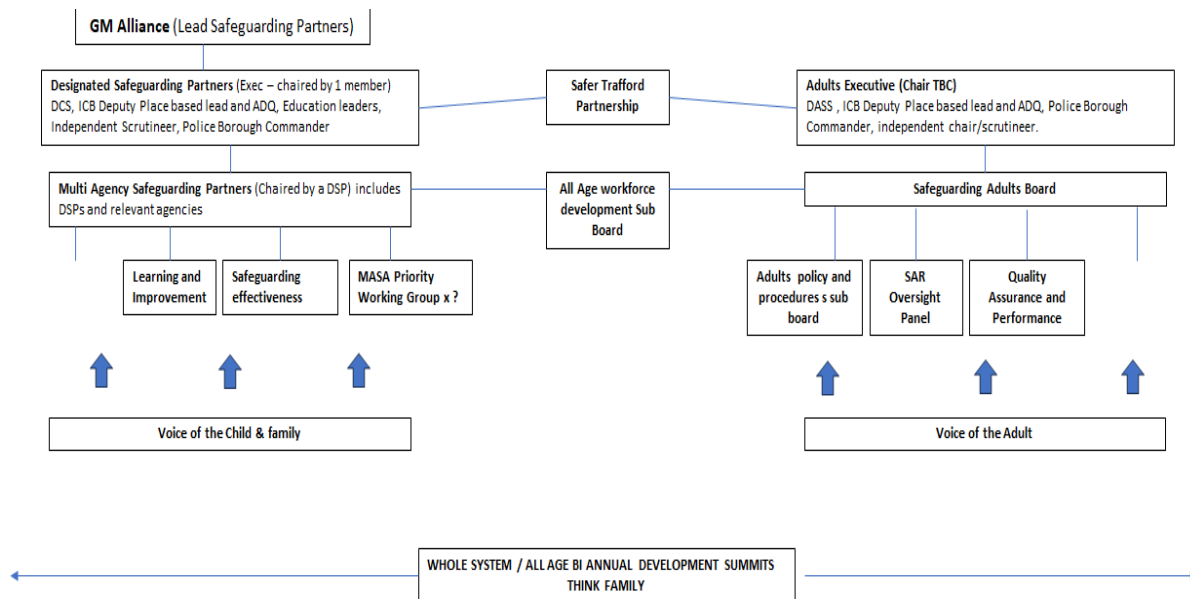 GM Alliance (Lead Safeguarding Partners)
Designated Safeguarding Partners (Exec – chaired by 1 member)
DCS, ICB Deputy Place based lead and ADQ, Education leaders,
Independent Scrutineer, Police Borough Commander
Safer Trafford
Partnership
Adults Executive (Chair TBC)
DASS , ICB Deputy Place based lead and ADQ, Police Borough
Commander, independent chair/scrutineer.
Multi Agency Safeguarding Partners (Chaired by a DSP) includes
DSPs and relevant agencies
All Age workforce
development Sub
Board
Safeguarding Adults Board
Learning and
Improvement
Safeguarding
effectiveness
MASA Priority
Working Group x ?
Adults policy and
procedures s sub
board
SAR
Oversight
Panel
Quality
Assurance and
Performance
Voice of the Child & family
Voice of the Adult
WHOLE SYSTEM / ALL AGE BI ANNUAL DEVELOPMENT SUMMITS
THINK FAMILY